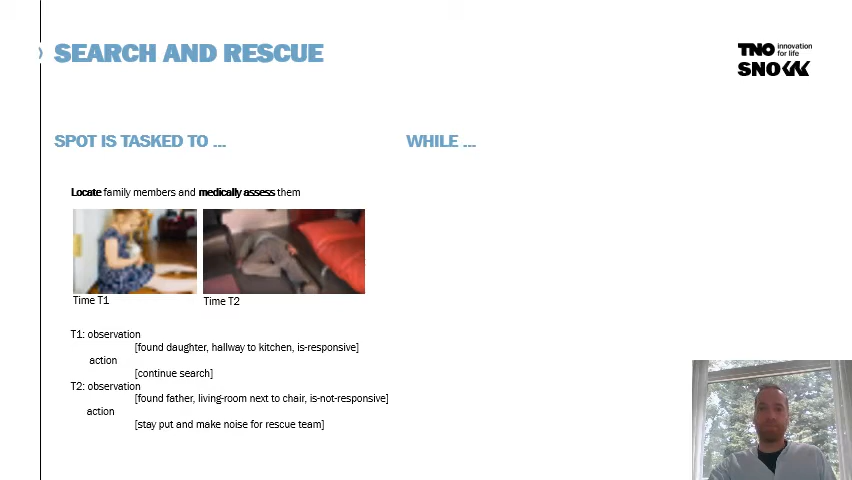 SEARCH AND RESCUE
TNO innovation
for life
SNOW
SPOT IS TASKED TO ...
WHILE ...
Locate family members and medically assess them
Time T1
Time T2
T1: observation
[found daughter, hallway to kitchen, is-responsive]
action
[continue search]
T2: observation
[found father, living-room next to chair, is-not-responsive]
action
[stay put and make noise for rescue team]